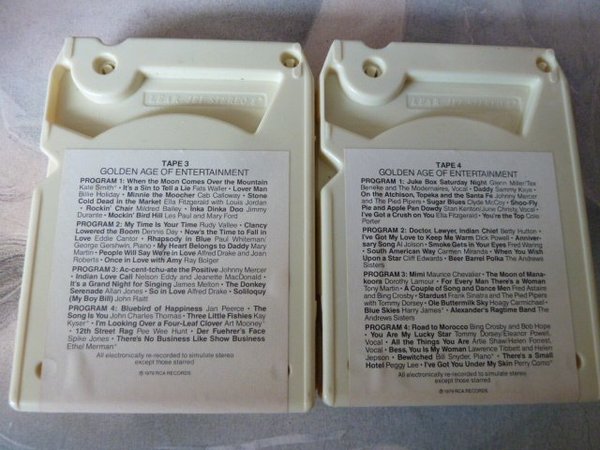 LEAR JET STEREO 8
TAPE 3
GOLDEN AGE OF ENTERTAINMENT
PROGRAM 1: When the Moon Comes Over the Mountain
Kate Smith* • It's a Sin to Tell a Lie Fats Waller • Lover Man
Billie Holiday • Minnie the Moocher Cab Calloway • Stone
Cold Dead in the Market Ella Fitzgerald with Louis Jordan
• Rockin' Chair Mildred Bailey • Inka Dinka Doo Jimmy
Durante • Mockin' Bird Hill Les Paul and Mary Ford
PROGRAM 2: My Time is Your Time Rudy Vallee • Clancy
Lowered the Boom Dennis Day • Now's the Time to Fall in
Love Eddie Cantor • Rhapsody in Blue Paul Whiteman/
George Gershwin, Piano • My Heart Belongs to Daddy Mary
Martin • People Will Say We're in Love Alfred Drake and Joan
Roberts • Once in Love with Amy Ray Bolger
PROGRAM 3: Ac-cent-tchu-ate the Positive Johnny Mercer
• Indian Love Call Nelson Eddy and Jeanette MacDonald •
It's a Grand Night for Singing James Melton • The Donkey
Serenade Allan Jones • So in Love Alfred Drake • Soliloquy
(My Boy Bill) John Raitt
PROGRAM 4: Bluebird of Happiness Jan Peerce • The
Song Is You John Charles Thomas • Three Little Fishies Kay
Kyser* • I'm Looking Over a Four-Leaf Clover Art Mooney
• 12th Street Rag Pee Wee Hunt • Der Fuehrer's Face
Spike Jones • There's No Business Like Show Business
Ethel Merman*
All electronically re-recorded to simulate stereo
except those starred
© 1979 RCA RECORDS
LEAR JET STEREO 8
TAPE 4
GOLDEN AGE OF ENTERTAINMENT
PROGRAM 1: Juke Box Saturday Night Glenn Miller/Tex
Beneke and The Modernaires, Vocal • Daddy Sammy Kaye •
On the Atchison, Topeka and the Santa Fe Johnny Mercer
and The Pied Pipers • Sugar Blues Clyde McCoy • Shoo-Fly
Pie and Apple Pan Dowdy Stan Kenton/June Christy, Vocal •
I've Got a Crush on You Ella Fitzgerald • You're the Top Cole
Porter
PROGRAM 2: Doctor, Lawyer, Indian Chief Betty Hutton •
I've Got My Love to Keep Me Warm Dick Powell • Anniver-
sary Song Al Jolson • Smoke Gets in Your Eyes Fred Waring
• South American Way Carmen Miranda • When You Wish
Upon a Star Cliff Edwards • Beer Barrel Polka The Andrews
Sisters
PROGRAM 3: Mimi Maurice Chevalier • The Moon of Mana-
koora Dorothy Lamour • For Every Man There's a Woman
Tony Martin • A Couple of Song and Dance Men Fred Astaire
and Bing Crosby • Stardust Frank Sinatra and The Pied Pipers
with Tommy Dorsey • Ole Buttermilk Sky Hoagy Carmichael •
Blue Skies Harry James* • Alexander's Ragtime Band The
Andrews Sisters
PROGRAM 4: Road to Morocco Bing Crosby and Bob Hope
• You Are My Lucky Star Tommy Dorsey/Eleanor Powell,
Vocal • All the Things You Are Artie Shaw/Helen Forrest,
Vocal • Bess, You Is My Woman Lawrence Tibbett and Helen
Jepson • Bewitched Bill Snyder, Piano* • There's a Small
Hotel Peggy Lee • I've Got You Under My Skin Perry Como*
All electronically re-recorded to simulate stereo
except those starred
© 1979 RCA RECORDS